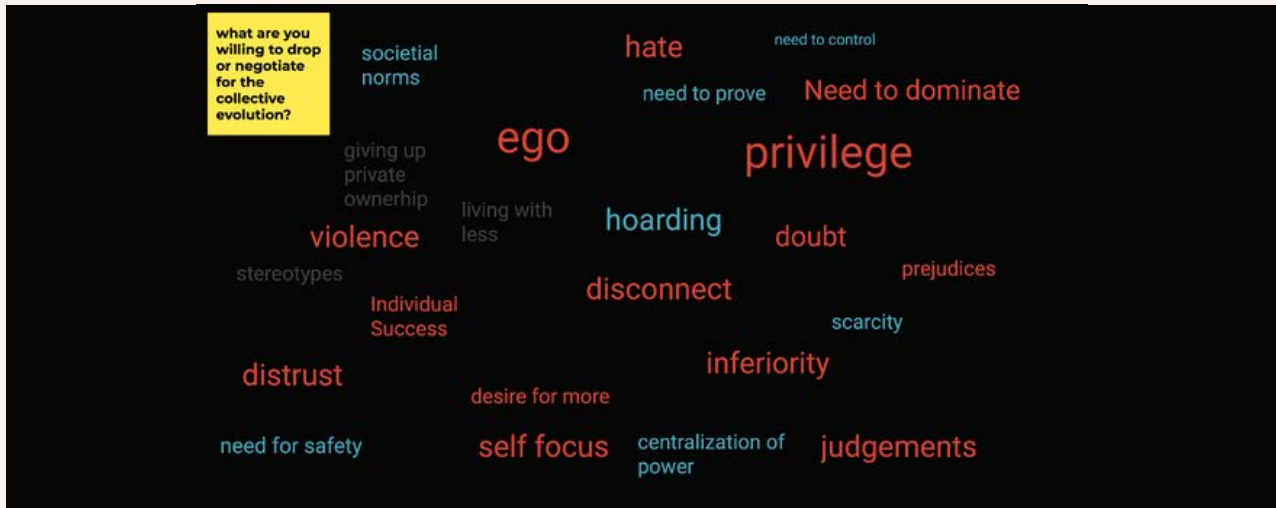 what are you
willing to drop
or negotiate
for the
collective
evolution?
societial
norms
hate
need to control
need to prove
Need to dominate
ego
privilege
giving up
private
ownerhip
living with
less
hoarding
violence
doubt
stereotypes
prejudices
disconnect
Individual
Success
scarcity
inferiority
distrust
desire for more
need for safety
self focus
centralization of
power
judgements